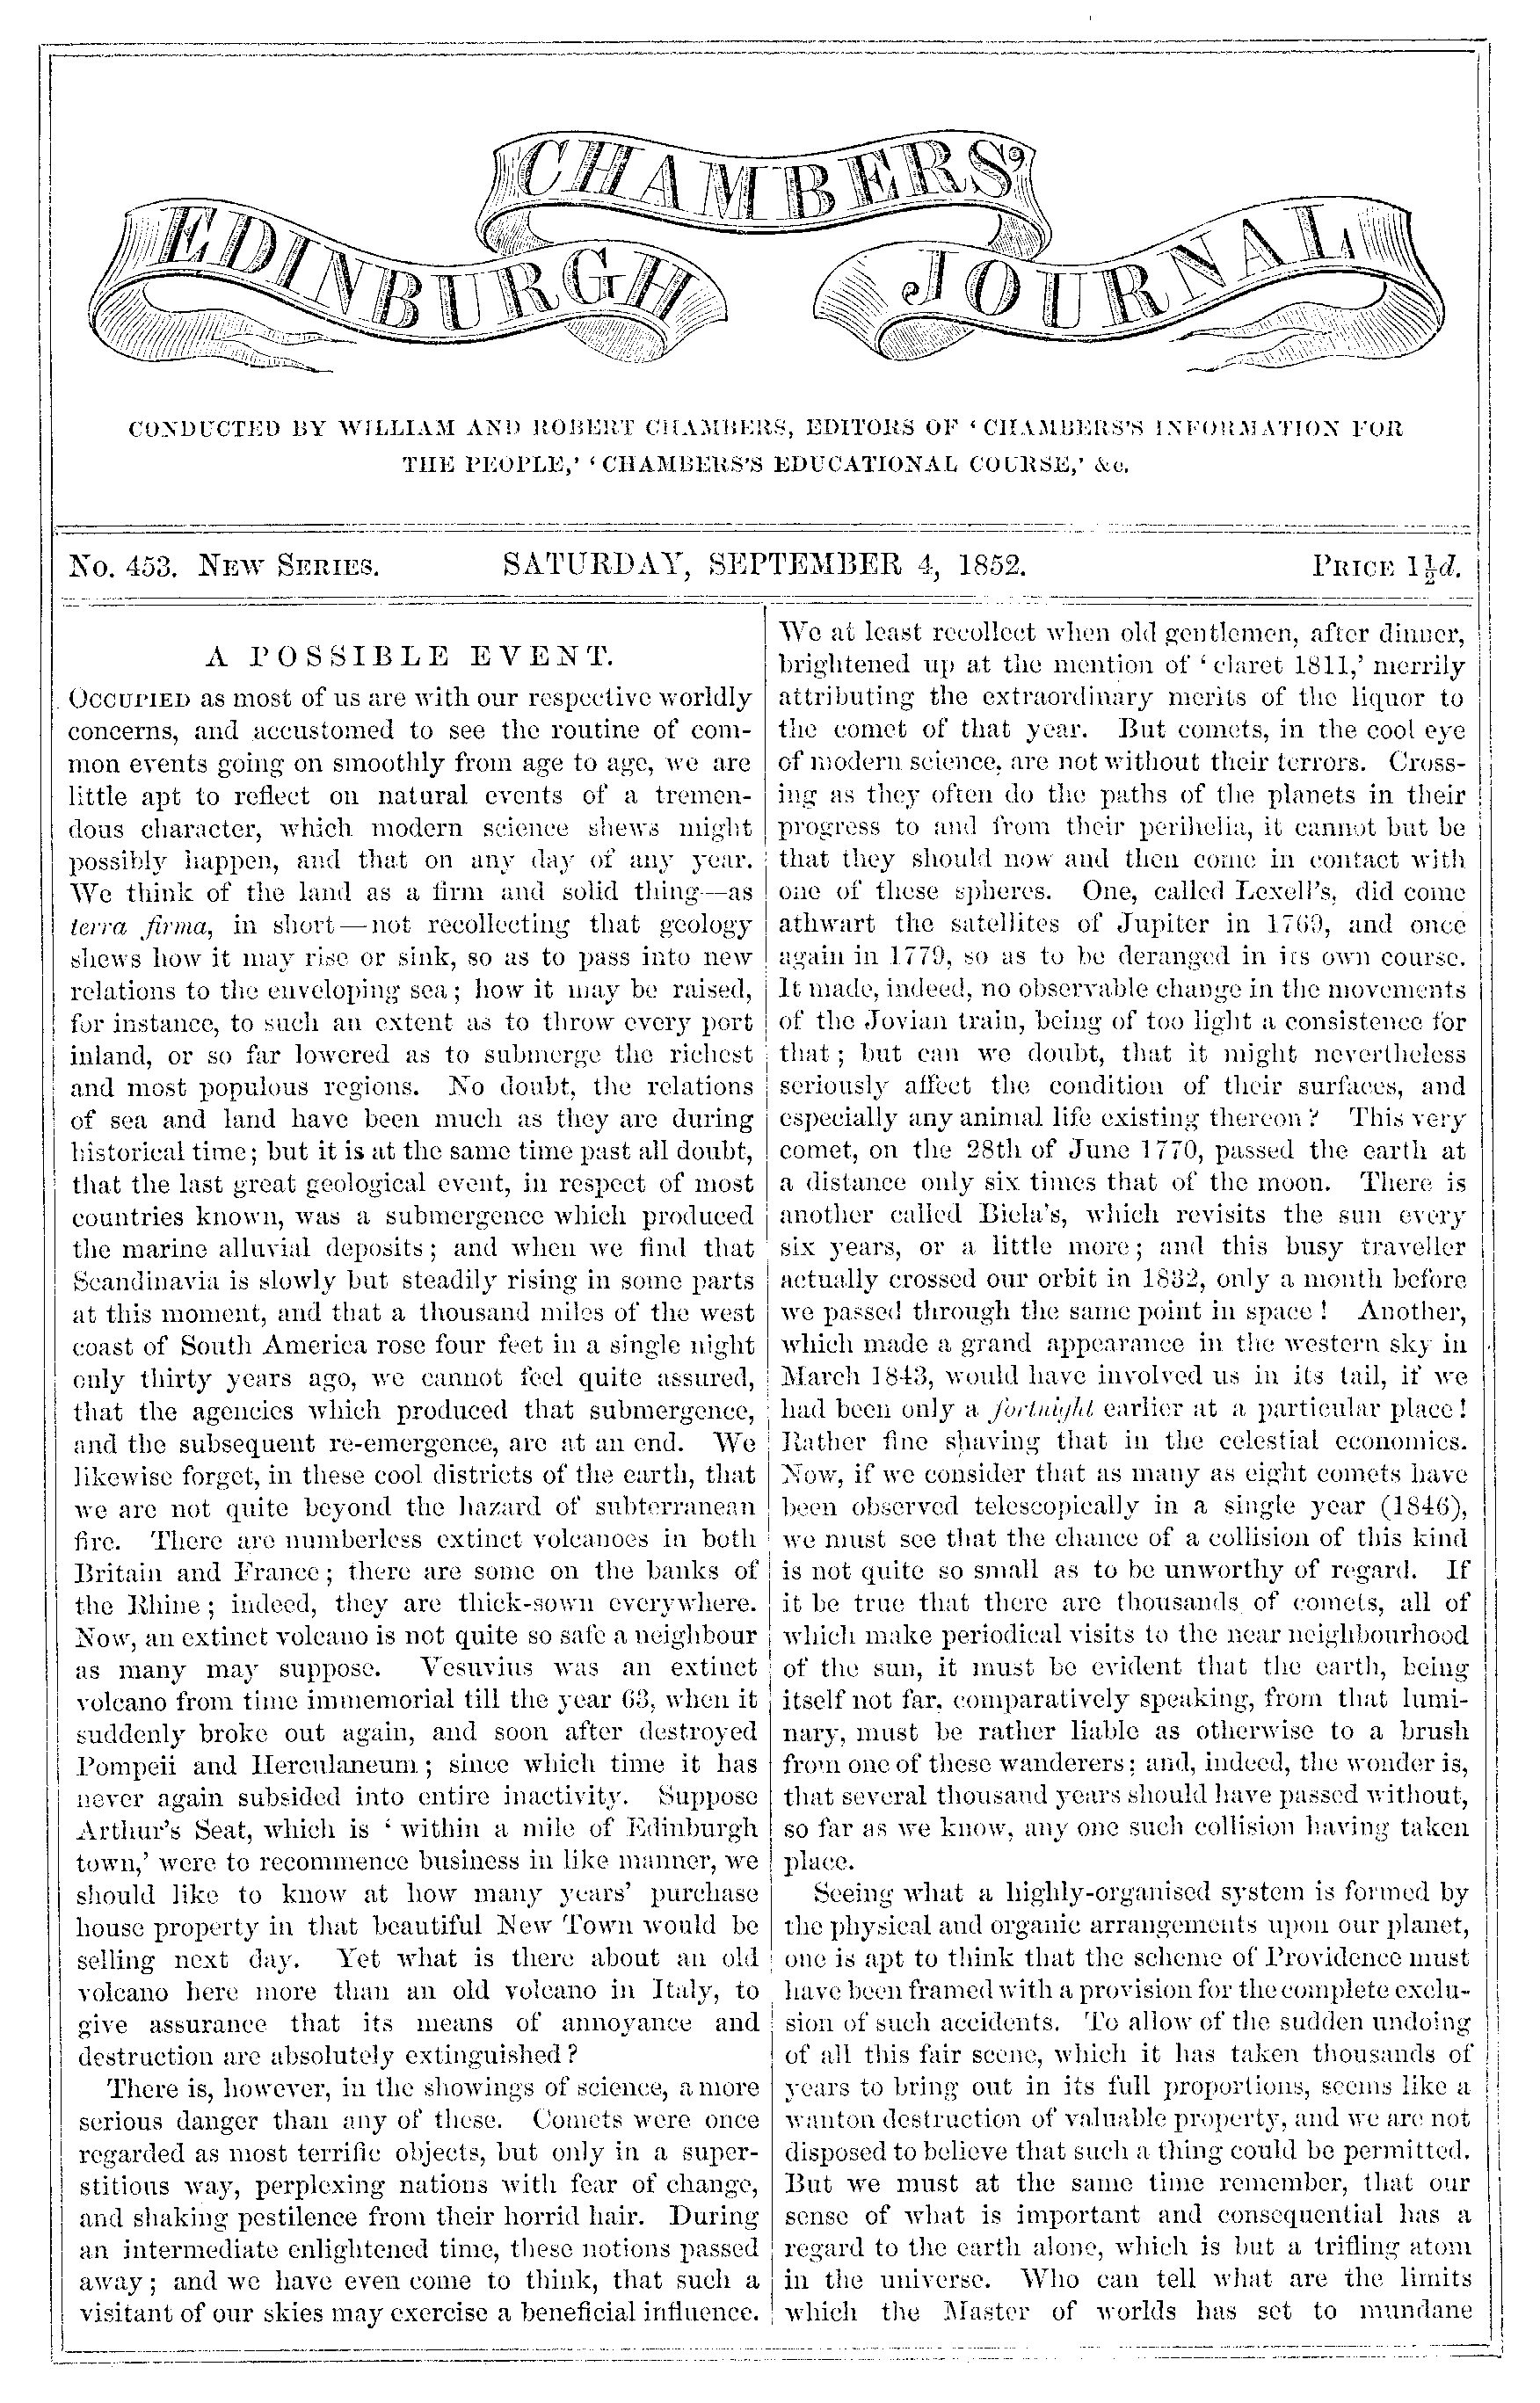 CHAMBERS'
EDINBURGH JOURNAL
CONDUCTED BY WILLIAM AND ROBERT CHAMBERS, EDITORS OF ‘CHAMBERS'S INFORMATION FOR
THE PEOPLE,’ ‘CHAMBERS'S EDUCATIONAL COURSE,’ &c.
No. 453. NEW SERIES. SATURDAY, SEPTEMBER 4, 1852. PRICE 1½d.
A POSSIBLE EVENT.
OCCUPIED as most of us are with our respective worldly
concerns, and accustomed to see the routine of com-
mon events going on smoothly from age to age, we are
little apt to reflect on natural events of a tremen-
dous character, which modern science shews might
possibly happen, and that on any day of any year.
We think of the land as a firm and solid thing—as
terra firma, in short—not recollecting that geology
shews how it may rise or sink, so as to pass into new
relations to the enveloping sea; how it may be raised,
for instance, to such an extent as to throw every port
inland, or so far lowered as to submerge the richest
and most populous regions. No doubt, the relations
of sea and land have been much as they are during
historical time; but it is at the same time past all doubt,
that the last great geological event, in respect of most
countries known, was a submergence which produced
the marine alluvial deposits; and when we find that
Scandinavia is slowly but steadily rising in some parts
at this moment, and that a thousand miles of the west
coast of South America rose four feet in a single night
only thirty years ago, we cannot feel quite assured,
that the agencies which produced that submergence,
and the subsequent re-emergence, are at an end. We
likewise forget, in these cool districts of the earth, that
we are not quite beyond the hazard of subterranean
fire. There are numberless extinct volcanoes in both
Britain and France; there are some on the banks of
the Rhine; indeed, they are thick-sown everywhere.
Now, an extinct volcano is not quite so safe a neighbour
as many may suppose. Vesuvius was an extinct
volcano from time immemorial till the year 63, when it
suddenly broke out again, and soon after destroyed
Pompeii and Herculaneum; since which time it has
never again subsided into entire inactivity. Suppose
Arthur's Seat, which is ‘within a mile of Edinburgh
town,’ were to recommence business in like manner, we
should like to know at how many years' purchase
house property in that beautiful New Town would be
selling next day. Yet what is there about an old
volcano here more than an old volcano in Italy, to
give assurance that its means of annoyance and
destruction are absolutely extinguished?
There is, however, in the showings of science, a more
serious danger than any of these. Comets were once
regarded as most terrific objects, but only in a super-
stitious way, perplexing nations with fear of change,
and shaking pestilence from their horrid hair. During
an intermediate enlightened time, these notions passed
away; and we have even come to think, that such a
visitant of our skies may exercise a beneficial influence.
We at least recollect when old gentlemen, after dinner,
brightened up at the mention of ‘claret 1811,’ merrily
attributing the extraordinary merits of the liquor to
the comet of that year. But comets, in the cool eye
of modern science, are not without their terrors. Cross-
ing as they often do the paths of the planets in their
progress to and from their perihelia, it cannot but be
that they should now and then come in contact with
one of these spheres. One, called Lexell's, did come
athwart the satellites of Jupiter in 1769, and once
again in 1779, so as to be deranged in its own course.
It made, indeed, no observable change in the movements
of the Jovian train, being of too light a consistence for
that; but can we doubt, that it might nevertheless
seriously affect the condition of their surfaces, and
especially any animal life existing thereon? This very
comet, on the 28th of June 1770, passed the earth at
a distance only six times that of the moon. There is
another called Biela's, which revisits the sun every
six years, or a little more; and this busy traveller
actually crossed our orbit in 1832, only a month before
we passed through the same point in space! Another,
which made a grand appearance in the western sky in
March 1843, would have involved us in its tail, if we
had been only a fortnight earlier at a particular place!
Rather fine shaving that in the celestial economics.
Now, if we consider that as many as eight comets have
been observed telescopically in a single year (1846),
we must see that the chance of a collision of this kind
is not quite so small as to be unworthy of regard. If
it be true that there are thousands of comets, all of
which make periodical visits to the near neighbourhood
of the sun, it must be evident that the earth, being
itself not far, comparatively speaking, from that lumi-
nary, must be rather liable as otherwise to a brush
from one of these wanderers; and, indeed, the wonder is,
that several thousand years should have passed without,
so far as we know, any one such collision having taken
place.
Seeing what a highly-organised system is formed by
the physical and organic arrangements upon our planet,
one is apt to think that the scheme of Providence must
have been framed with a provision for the complete exclu-
sion of such accidents. To allow of the sudden undoing
of all this fair scene, which it has taken thousands of
years to bring out in its full proportions, seems like a
wanton destruction of valuable property, and we are not
disposed to believe that such a thing could be permitted.
But we must at the same time remember, that our
sense of what is important and consequential has a
regard to the earth alone, which is but a trifling atom
in the universe. Who can tell what are the limits
which the Master of worlds has set to mundane